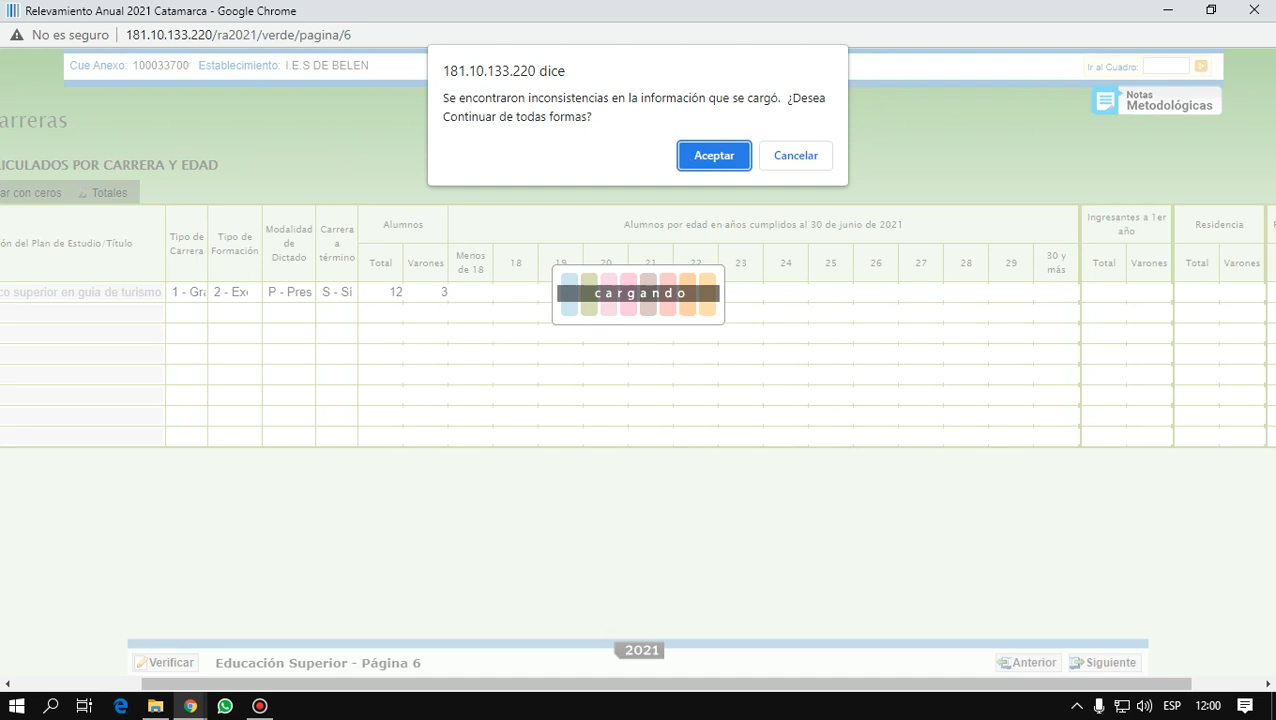 Relevamiento Anual 2021 Catamarca - Google Chrome
No es seguro 181.10.133.220/ra2021/verde/pagina/6
Cue Anexo: 100033700 Establecimiento: I.E.S DE BELEN
Ir al Cuadro:
181.10.133.220 dice
Se encontraron inconsistencias en la información que se cargó. ¿Desea
Continuar de todas formas?
Aceptar Cancelar
Notas
Metodológicas
arreras
ICULADOS POR CARRERA Y EDAD
ar con ceros Totales
ón del Plan de Estudio/Título
Tipo de
Carrera
Tipo de
Formación
Modalidad
de
Dictado
Carrera
a
término
Alumnos
Total Varones
Alumnos por edad en años cumplidos al 30 de junio de 2021
Menos
de 18
18 19 20 21 22 23 24 25 26 27 28 29
30 y
más
Ingresantes a 1er
año
Total Varones
Residencia
Total Varones
co superior en guía de turismo 1 - Gra 2 - Exc P - Pres S - Sí 12 3
cargando
2021
Verificar Educación Superior - Página 6 Anterior Siguiente
ESP 12:00